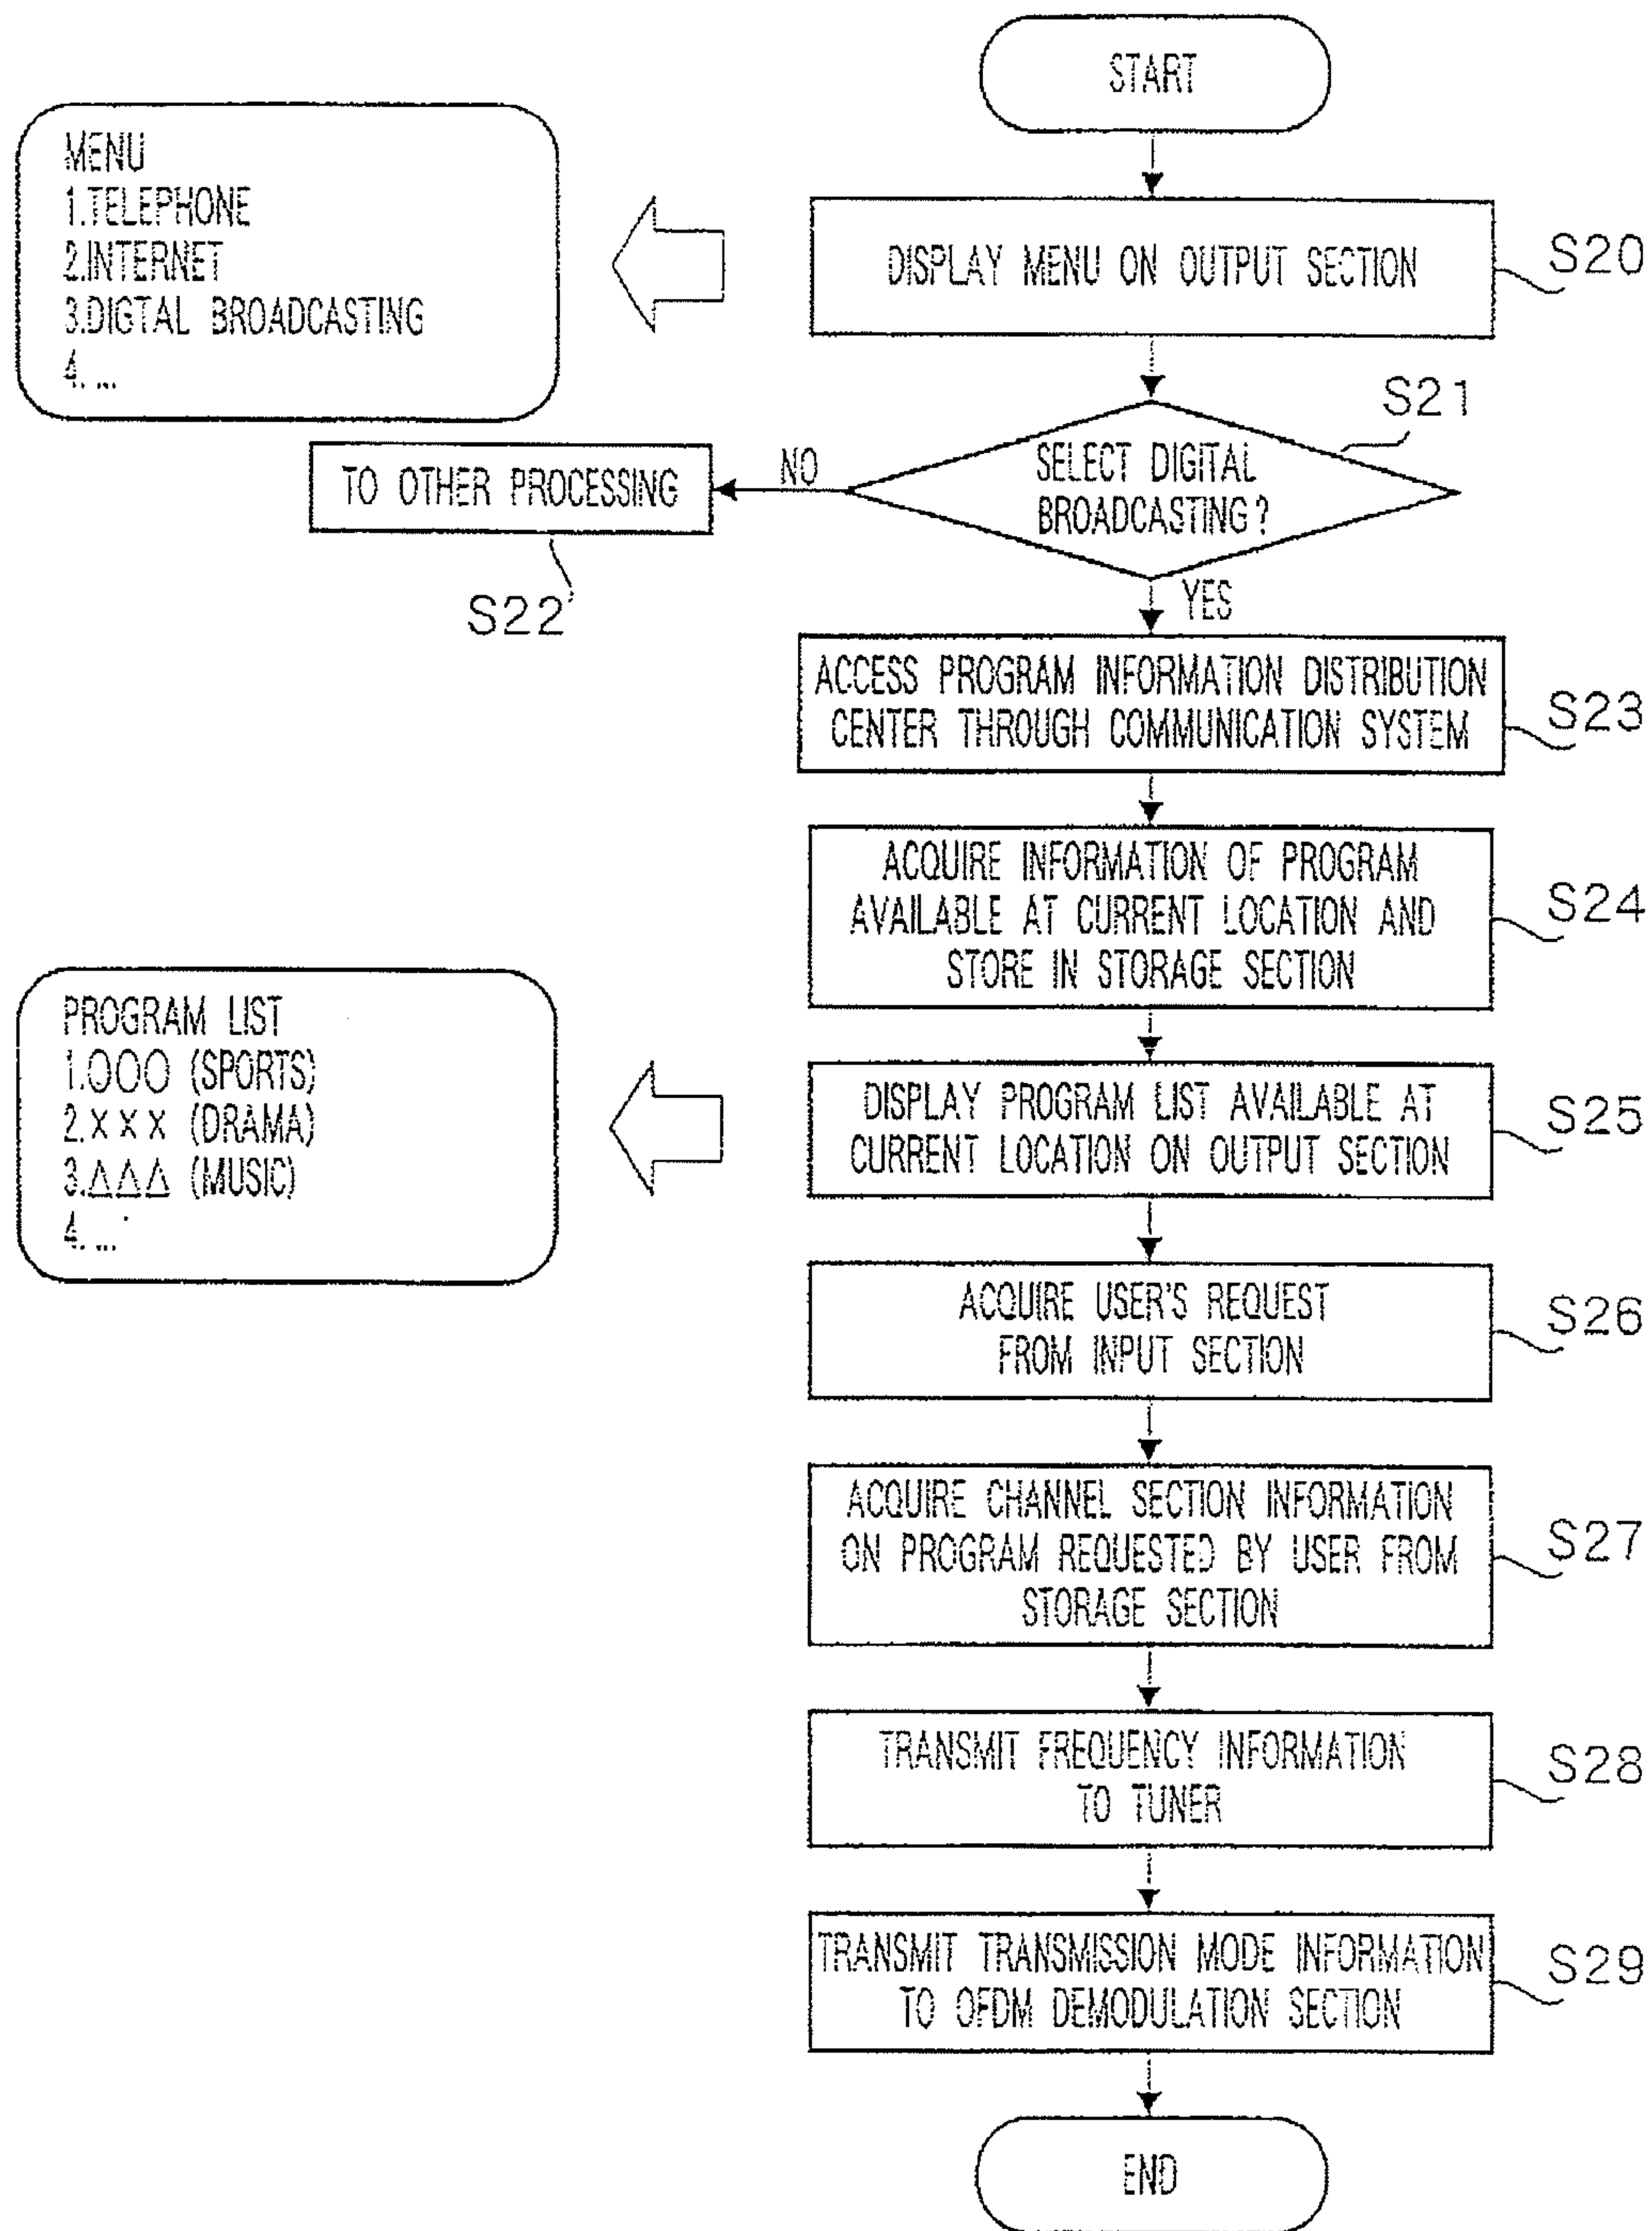 START
MENU
1.TELEPHONE
2.INTERNET
3.DIGTAL BROADCASTING
4. ...
DISPLAY MENU ON OUTPUT SECTION
S20
S21
SELECT DIGITAL
BROADCASTING?
NO
TO OTHER PROCESSING
S22
YES
ACCESS PROGRAM INFORMATION DISTRIBUTION
CENTER THROUGH COMMUNICATION SYSTEM
S23
ACQUIRE INFORMATION OF PROGRAM
AVAILABLE AT CURRENT LOCATION AND
STORE IN STORAGE SECTION
S24
PROGRAM LIST
1.○○○ (SPORTS)
2.××× (DRAMA)
3.△△△ (MUSIC)
4. ...
DISPLAY PROGRAM LIST AVAILABLE AT
CURRENT LOCATION ON OUTPUT SECTION
S25
ACQUIRE USER'S REQUEST
FROM INPUT SECTION
S26
ACQUIRE CHANNEL SECTION INFORMATION
ON PROGRAM REQUESTED BY USER FROM
STORAGE SECTION
S27
TRANSMIT FREQUENCY INFORMATION
TO TUNER
S28
TRANSMIT TRANSMISSION MODE INFORMATION
TO OFDM DEMODULATION SECTION
S29
END